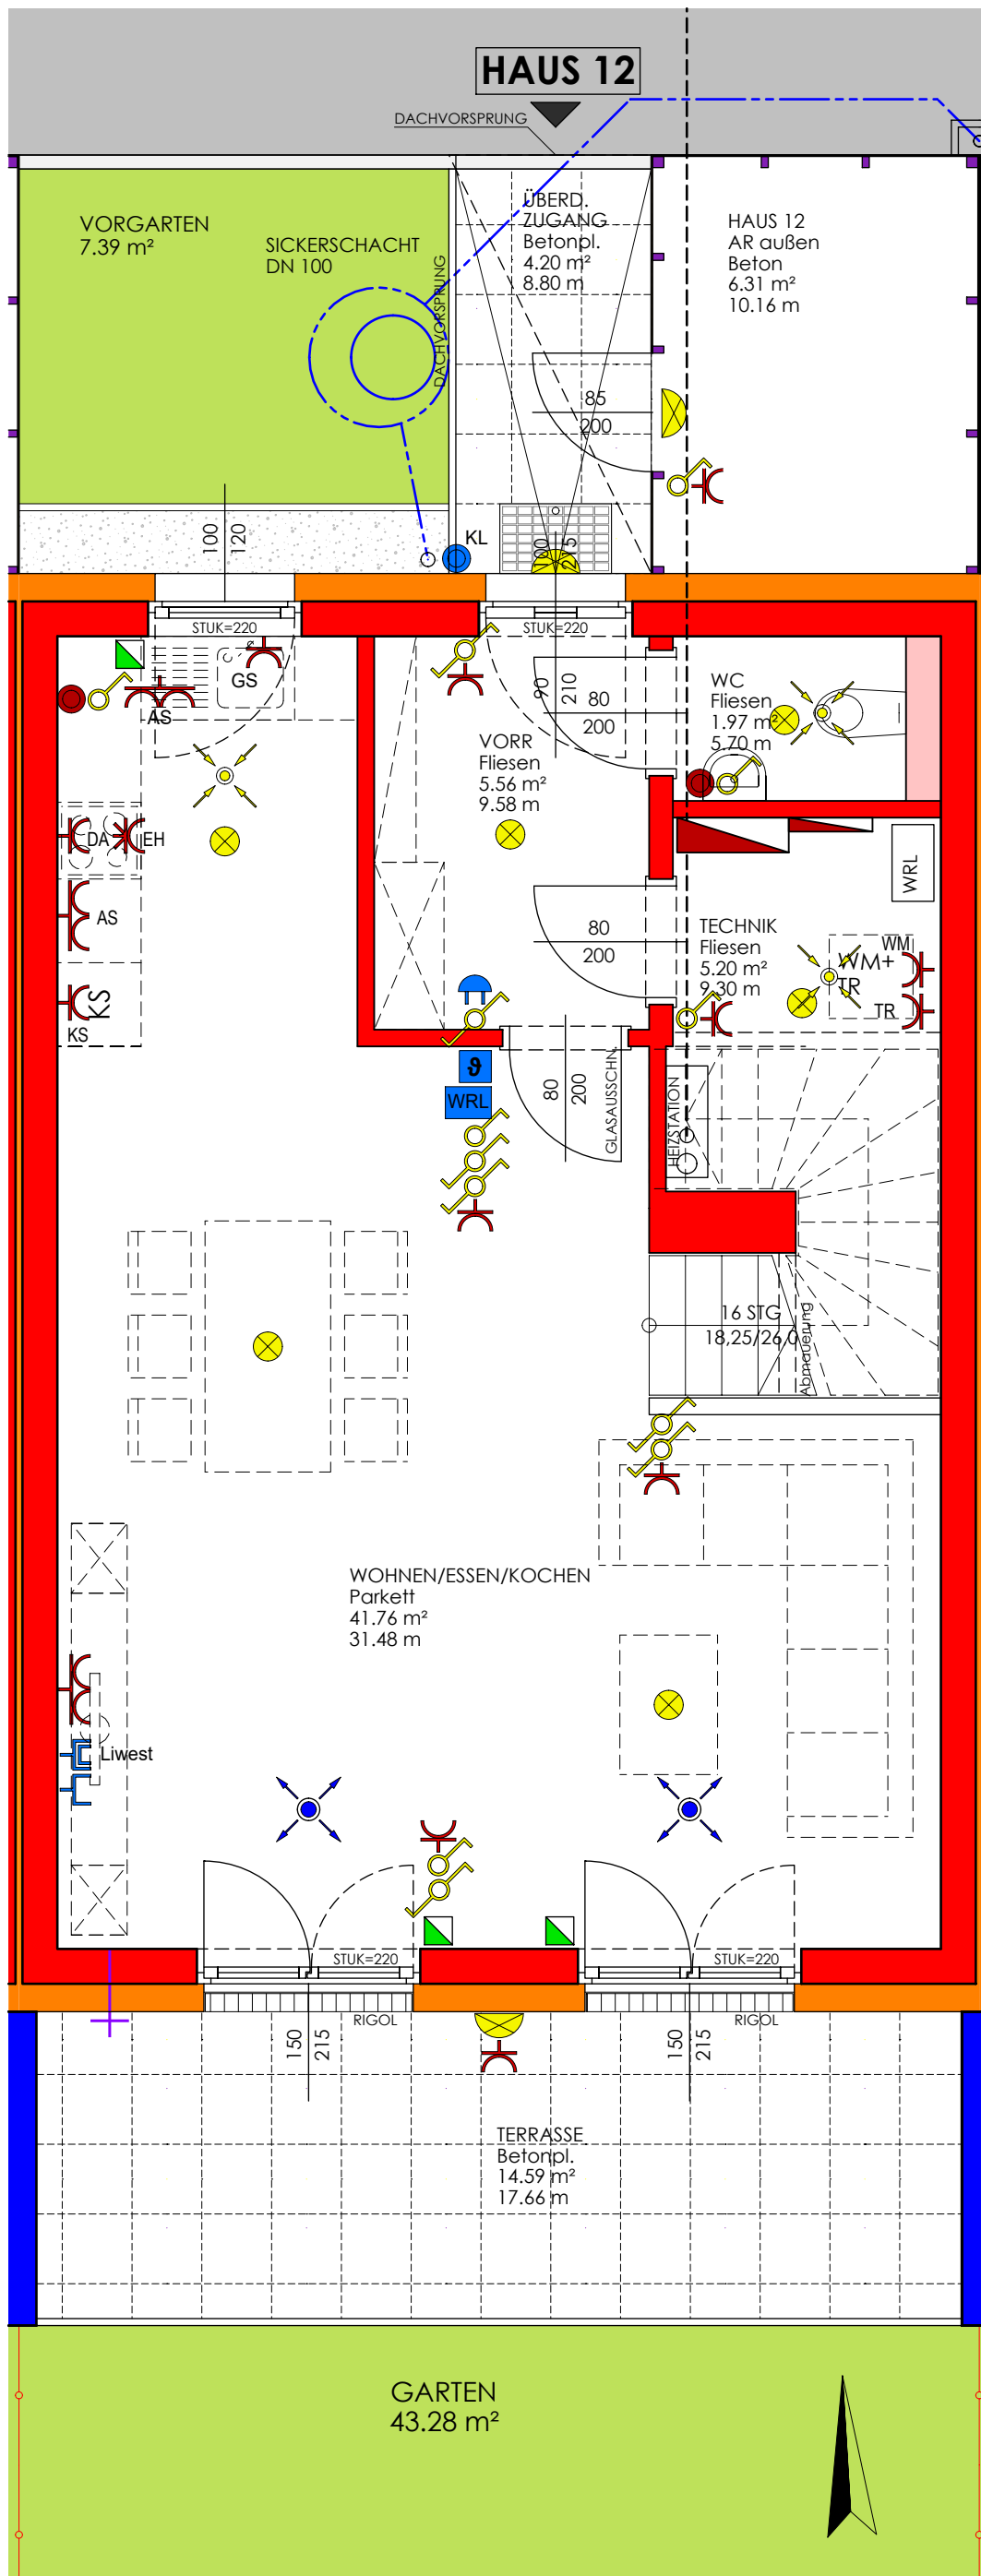 HAUS 12
DACHVORSPRUNG
VORGARTEN
7.39 m²
SICKERSCHACHT
DN 100
DACHVORSPRUNG
ÜBERD.
ZUGANG
Betonpl.
4.20 m²
8.80 m
HAUS 12
AR außen
Beton
6.31 m²
10.16 m
85
200
100
120
KL
100
215
STUK=220
STUK=220
GS
AS
90
210
80
200
WC
Fliesen
1.97 m²
5.70 m
VORR
Fliesen
5.56 m²
9.58 m
DA
EH
AS
KS
KS
WRL
80
200
TECHNIK
Fliesen
5.20 m²
9.30 m
WM
WM+
TR
TR
ϑ
WRL
80
200
GLASAUSSCHN.
HEIZSTATION
16 STG
18,25/26,0
Abmauerung
WOHNEN/ESSEN/KOCHEN
Parkett
41.76 m²
31.48 m
Liwest
STUK=220
STUK=220
RIGOL
RIGOL
150
215
150
215
TERRASSE
Betonpl.
14.59 m²
17.66 m
GARTEN
43.28 m²